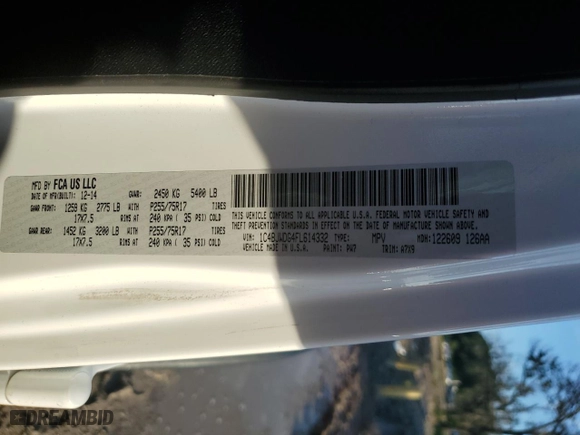 MFD BY FCA US LLC
DATE OF MFR(BUILT): 12-14 GVWR: 2450 KG 5400 LB
GAWR FRONT: 1259 KG 2775 LB WITH P255/75R17 TIRES
17X7.5 RIMS AT 240 KPA( 35 PSI) COLD
GAWR REAR: 1452 KG 3200 LB WITH P255/75R17 TIRES
17X7.5 RIMS AT 240 KPA( 35 PSI) COLD
THIS VEHICLE CONFORMS TO ALL APPLICABLE U.S.A. FEDERAL MOTOR VEHICLE SAFETY AND
THEFT PREVENTION STANDARDS IN EFFECT ON THE DATE OF MANUFACTURE SHOWN ABOVE.
VIN: TYPE: MPV MDH: 122609 126AA
VEHICLE MADE IN U.S.A. PAINT: PW7 TRIM: A7X9
DREAMBID